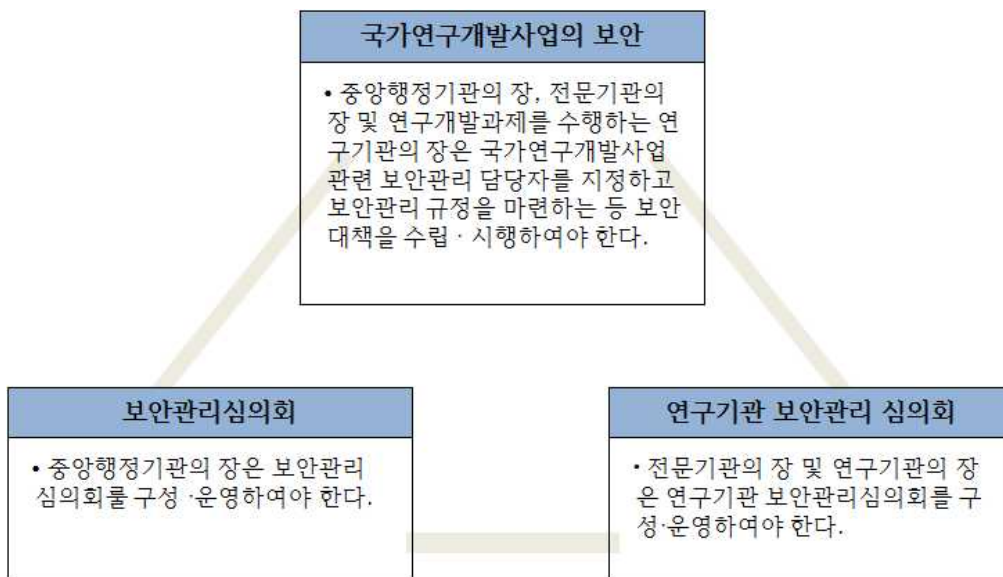 국가연구개발사업의 보안
• 중앙행정기관의 장, 전문기관의
장 및 연구개발과제를 수행하는 연
구기관의 장은 국가연구개발사업
관련 보안관리 담당자를 지정하고
보안관리 규정을 마련하는 등 보안
대책을 수립 · 시행하여야 한다.
보안관리심의회
• 중앙행정기관의 장은 보안관리
심의회룰 구성 ·운영하여야 한다.
연구기관 보안관리 심의회
· 전문기관의 장 및 연구기관의 장
은 연구기관 보안관리심의회를 구
성·운영하여야 한다.